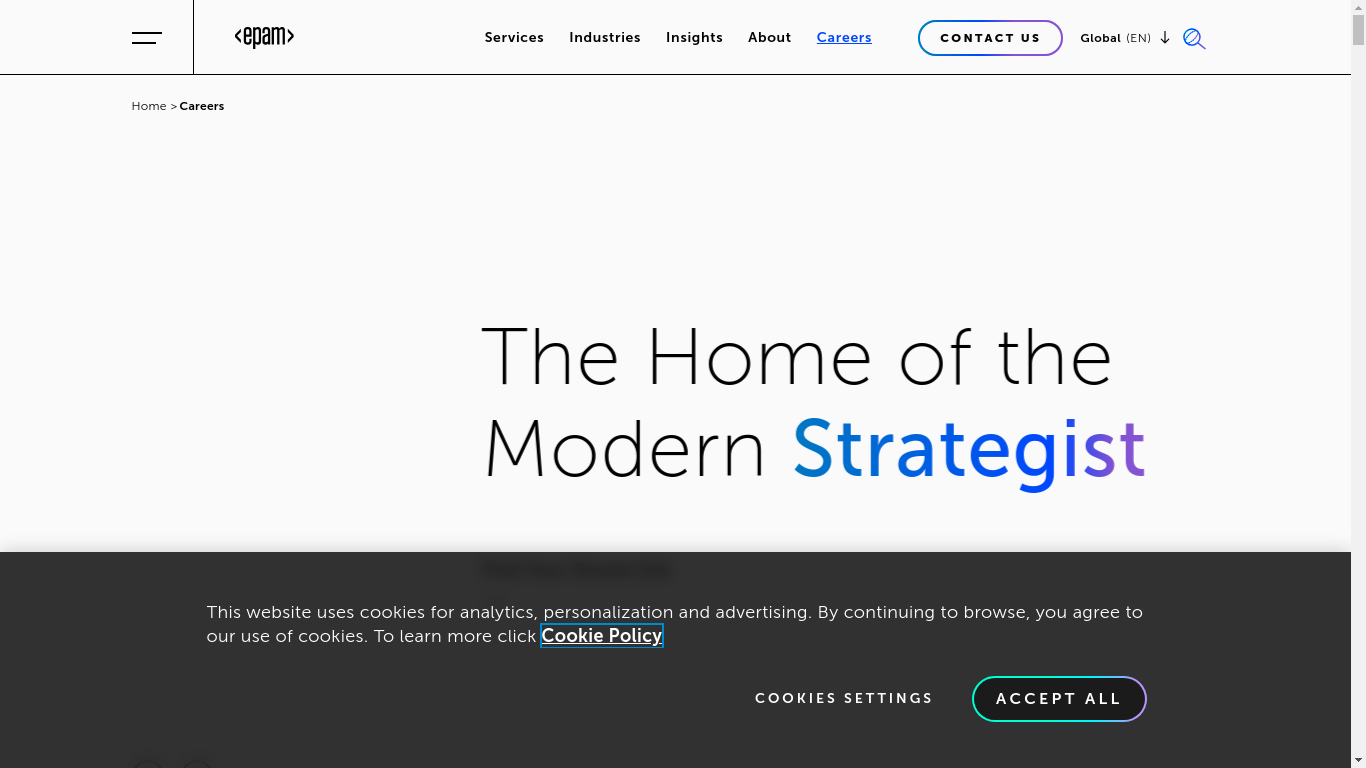 <epam>
Services
Industries
Insights
About
Careers
CONTACT US
Global (EN)
Home > Careers
The Home of the
Modern Strategist
This website uses cookies for analytics, personalization and advertising. By continuing to browse, you agree to
our use of cookies. To learn more click Cookie Policy
COOKIES SETTINGS
ACCEPT ALL